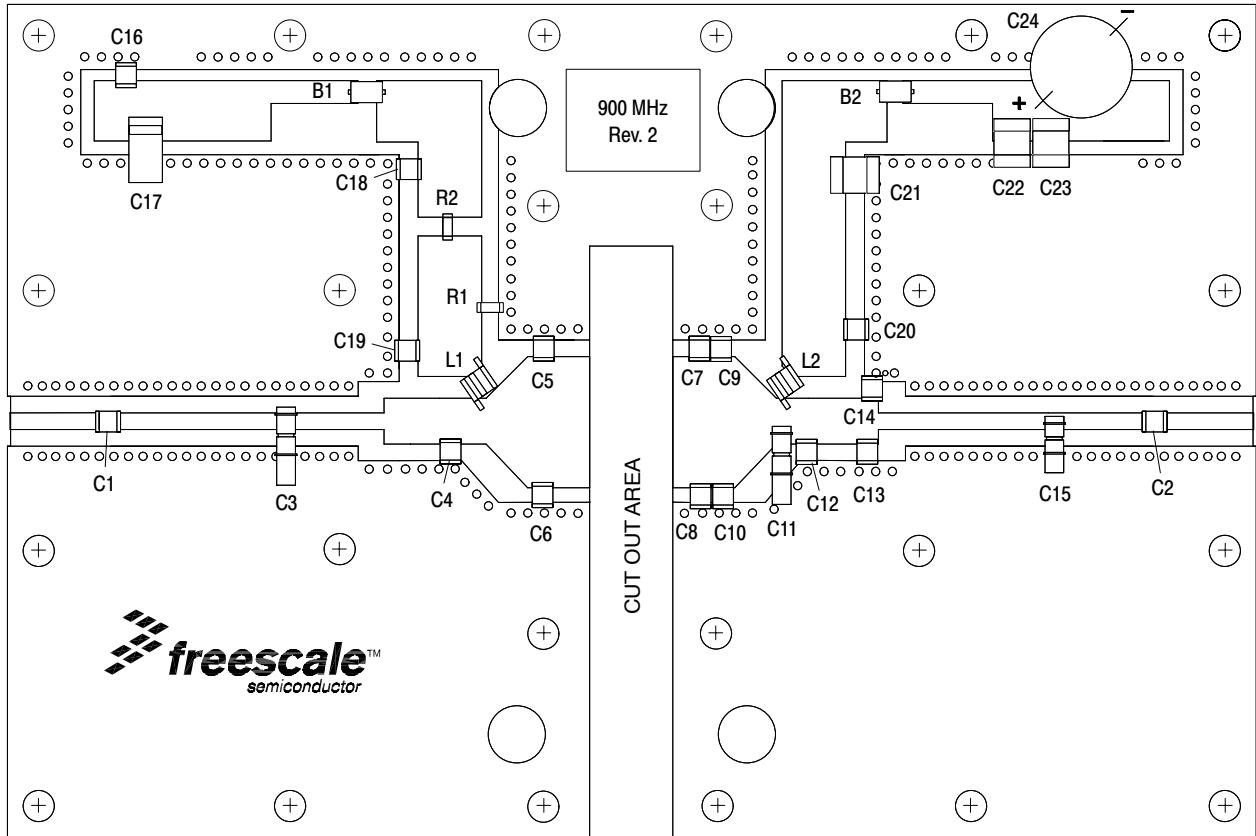 C16
C24
−
B1
900 MHz
Rev. 2
B2
+
C17
C18
R2
C21
C22
C23
R1
C19
L1
C5
C7
C9
L2
C20
C14
C1
C3
C4
C6
CUT OUT AREA
C8
C10
C11
C12
C13
C15
C2
freescale™
semiconductor